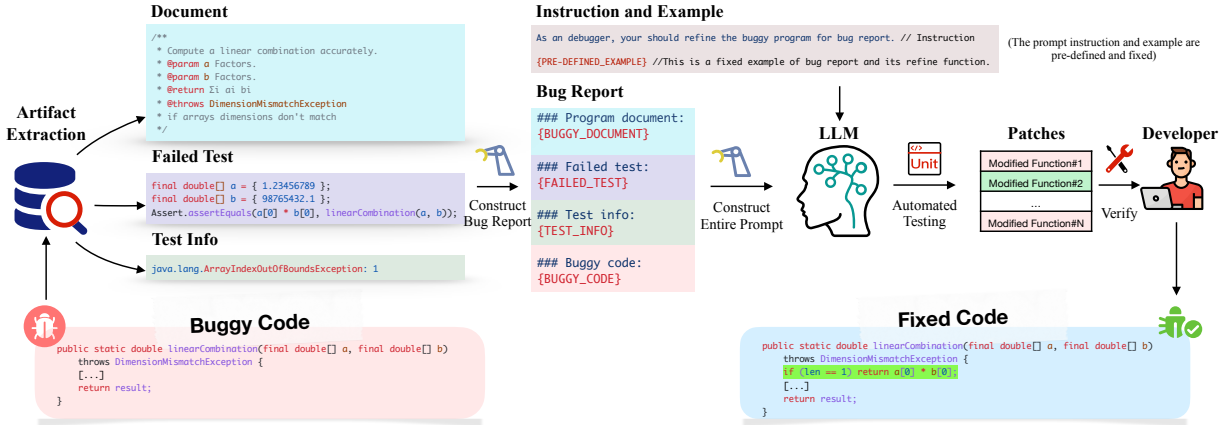 Document
/**
* Compute a linear combination accurately.
* @param a Factors.
* @param b Factors.
* @return Σi ai bi
* @throws DimensionMismatchException
* if arrays dimensions don't match
*/
Artifact
Extraction
Failed Test
final double[] a = { 1.23456789 };
final double[] b = { 98765432.1 };
Assert.assertEquals(a[0] * b[0], linearCombination(a, b));
Test Info
java.lang.ArrayIndexOutOfBoundsException: 1
Construct
Bug Report
Instruction and Example
As an debugger, your should refine the buggy program for bug report. // Instruction
{PRE-DEFINED_EXAMPLE} //This is a fixed example of bug report and its refine function.
(The prompt instruction and example are
pre-defined and fixed)
Bug Report
### Program document:
{BUGGY_DOCUMENT}
### Failed test:
{FAILED_TEST}
### Test info:
{TEST_INFO}
### Buggy code:
{BUGGY_CODE}
Construct
Entire Prompt
LLM
Unit
Automated
Testing
Patches
Modified Function#1
Modified Function#2
...
Modified Function#N
Verify
Developer
Buggy Code
public static double linearCombination(final double[] a, final double[] b)
throws DimensionMismatchException {
[...]
return result;
}
Fixed Code
public static double linearCombination(final double[] a, final double[] b)
throws DimensionMismatchException {
if (len == 1) return a[0] * b[0];
[...]
return result;
}